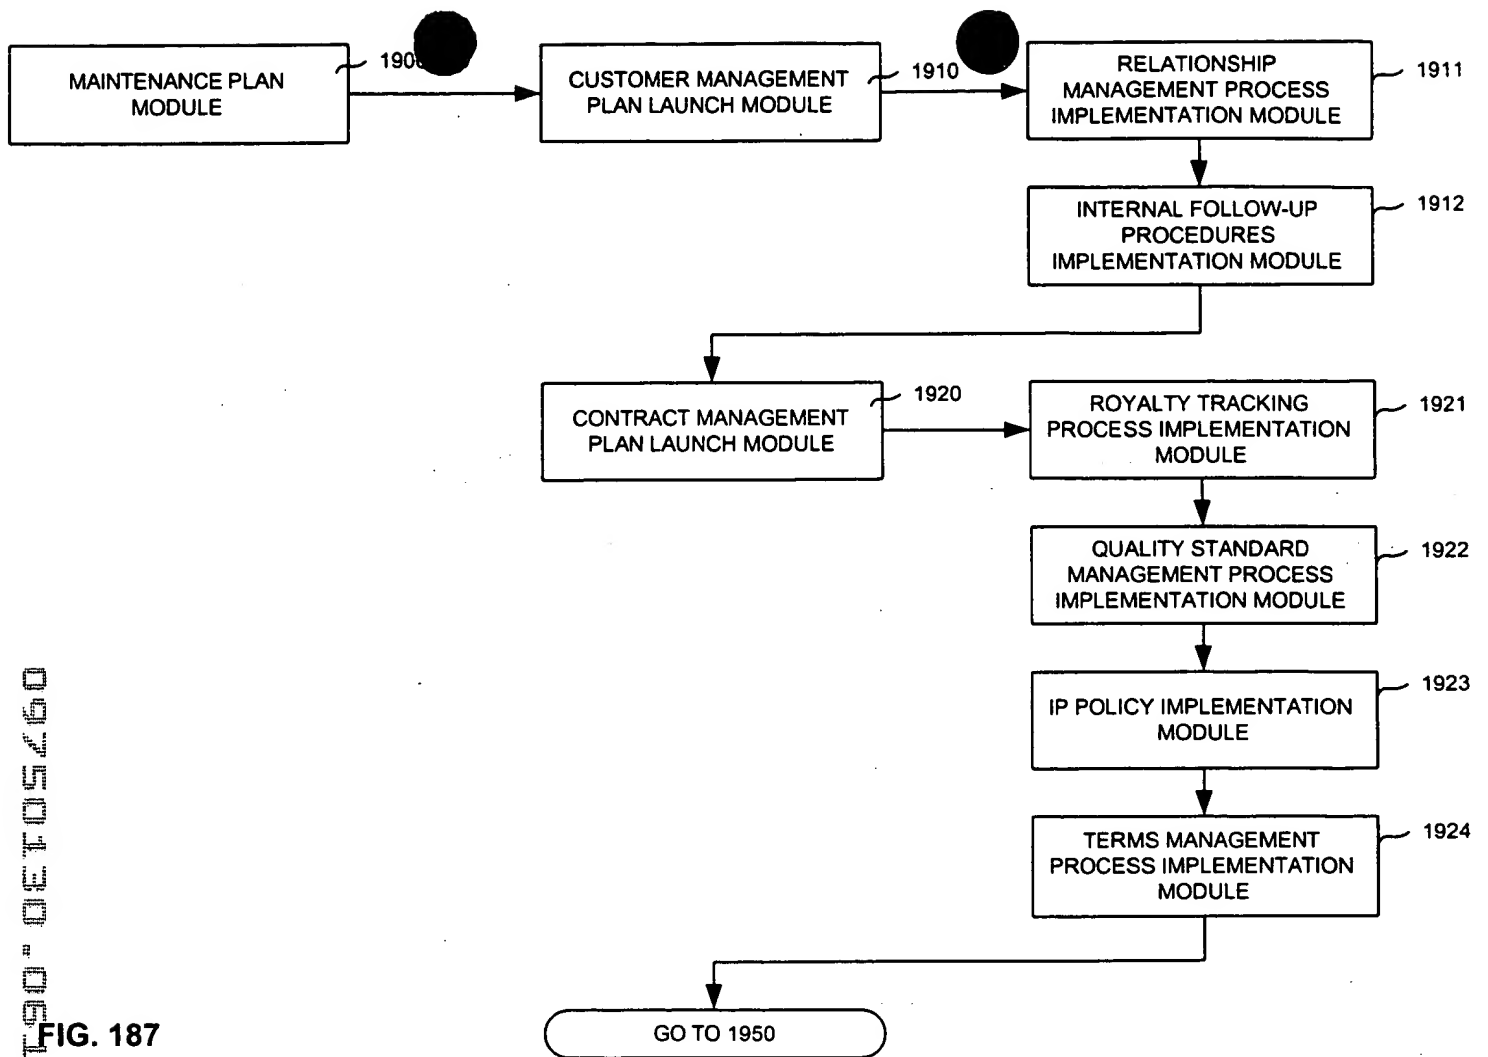 MAINTENANCE PLAN
MODULE
CUSTOMER MANAGEMENT
PLAN LAUNCH MODULE
1910
RELATIONSHIP
MANAGEMENT PROCESS
IMPLEMENTATION MODULE
1911
INTERNAL FOLLOW-UP
PROCEDURES
IMPLEMENTATION MODULE
1912
CONTRACT MANAGEMENT
PLAN LAUNCH MODULE
1920
ROYALTY TRACKING
PROCESS IMPLEMENTATION
MODULE
1921
QUALITY STANDARD
MANAGEMENT PROCESS
IMPLEMENTATION MODULE
1922
IP POLICY IMPLEMENTATION
MODULE
1923
TERMS MANAGEMENT
PROCESS IMPLEMENTATION
MODULE
1924
GO TO 1950
FIG. 187